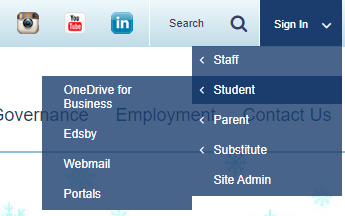 You Tube
in
Search
Sign In
Staff
Student
Parent
Substitute
Site Admin
OneDrive for
Business
Edsby
Webmail
Portals
Governance Employment Contact Us